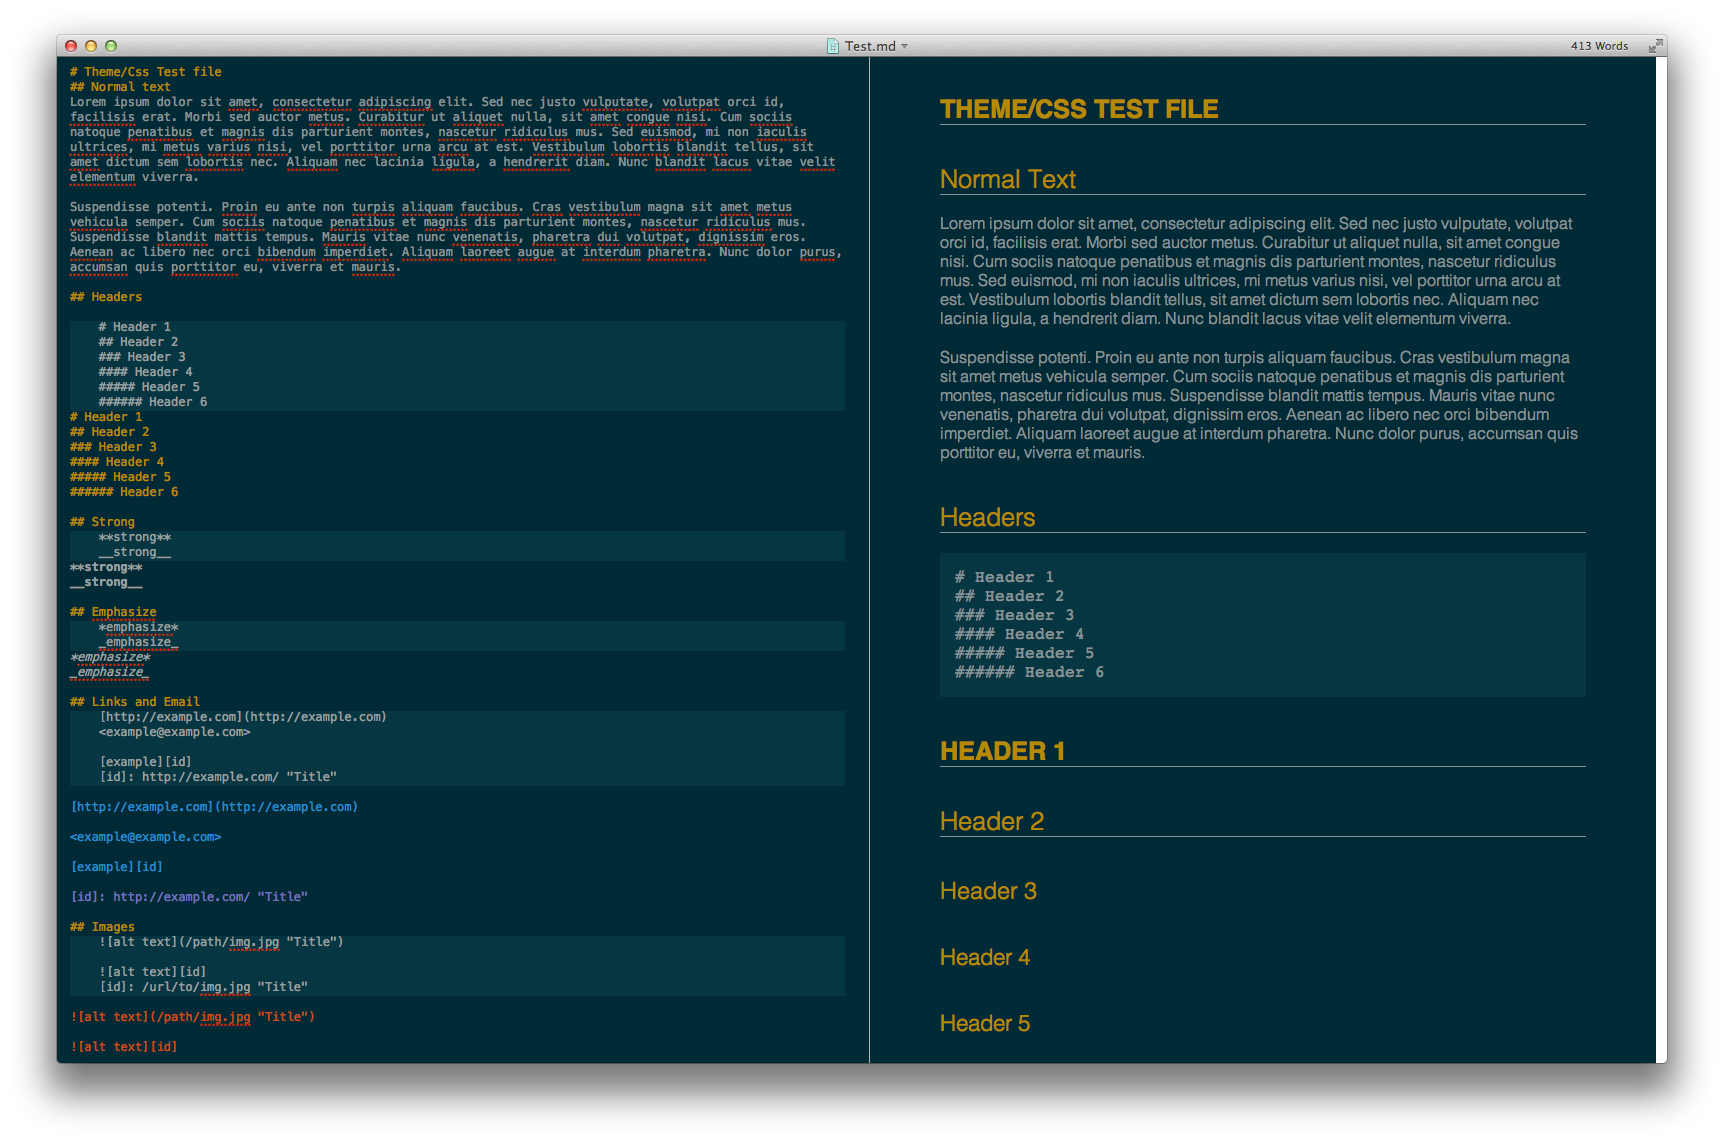 Test.md
413 Words
# Theme/Css Test file
## Normal text
Lorem ipsum dolor sit amet, consectetur adipiscing elit. Sed nec justo vulputate, volutpat orci id,
facilisis erat. Morbi sed auctor metus. Curabitur ut aliquet nulla, sit amet congue nisi. Cum sociis
natoque penatibus et magnis dis parturient montes, nascetur ridiculus mus. Sed euismod, mi non iaculis
ultrices, mi metus varius nisi, vel porttitor urna arcu at est. Vestibulum lobortis blandit tellus, sit
amet dictum sem lobortis nec. Aliquam nec lacinia ligula, a hendrerit diam. Nunc blandit lacus vitae velit
elementum viverra.
Suspendisse potenti. Proin eu ante non turpis aliquam faucibus. Cras vestibulum magna sit amet metus
vehicula semper. Cum sociis natoque penatibus et magnis dis parturient montes, nascetur ridiculus mus.
Suspendisse blandit mattis tempus. Mauris vitae nunc venenatis, pharetra dui volutpat, dignissim eros.
Aenean ac libero nec orci bibendum imperdiet. Aliquam laoreet augue at interdum pharetra. Nunc dolor purus,
accumsan quis porttitor eu, viverra et mauris.
## Headers
# Header 1
## Header 2
### Header 3
#### Header 4
##### Header 5
###### Header 6
# Header 1
## Header 2
### Header 3
#### Header 4
##### Header 5
###### Header 6
## Strong
**strong**
__strong__
**strong**
__strong__
## Emphasize
*emphasize*
_emphasize_
*emphasize*
_emphasize_
## Links and Email
[http://example.com](http://example.com)
<example@example.com>
[example][id]
[id]: http://example.com/ "Title"
[http://example.com](http://example.com)
<example@example.com>
[example][id]
[id]: http://example.com/ "Title"
## Images
![alt text](/path/img.jpg "Title")
![alt text][id]
[id]: /url/to/img.jpg "Title"
![alt text](/path/img.jpg "Title")
![alt text][id]
THEME/CSS TEST FILE
Normal Text
Lorem ipsum dolor sit amet, consectetur adipiscing elit. Sed nec justo vulputate, volutpat
orci id, facilisis erat. Morbi sed auctor metus. Curabitur ut aliquet nulla, sit amet congue
nisi. Cum sociis natoque penatibus et magnis dis parturient montes, nascetur ridiculus
mus. Sed euismod, mi non iaculis ultrices, mi metus varius nisi, vel porttitor urna arcu at
est. Vestibulum lobortis blandit tellus, sit amet dictum sem lobortis nec. Aliquam nec
lacinia ligula, a hendrerit diam. Nunc blandit lacus vitae velit elementum viverra.
Suspendisse potenti. Proin eu ante non turpis aliquam faucibus. Cras vestibulum magna
sit amet metus vehicula semper. Cum sociis natoque penatibus et magnis dis parturient
montes, nascetur ridiculus mus. Suspendisse blandit mattis tempus. Mauris vitae nunc
venenatis, pharetra dui volutpat, dignissim eros. Aenean ac libero nec orci bibendum
imperdiet. Aliquam laoreet augue at interdum pharetra. Nunc dolor purus, accumsan quis
porttitor eu, viverra et mauris.
Headers
# Header 1
## Header 2
### Header 3
#### Header 4
##### Header 5
###### Header 6
HEADER 1
Header 2
Header 3
Header 4
Header 5